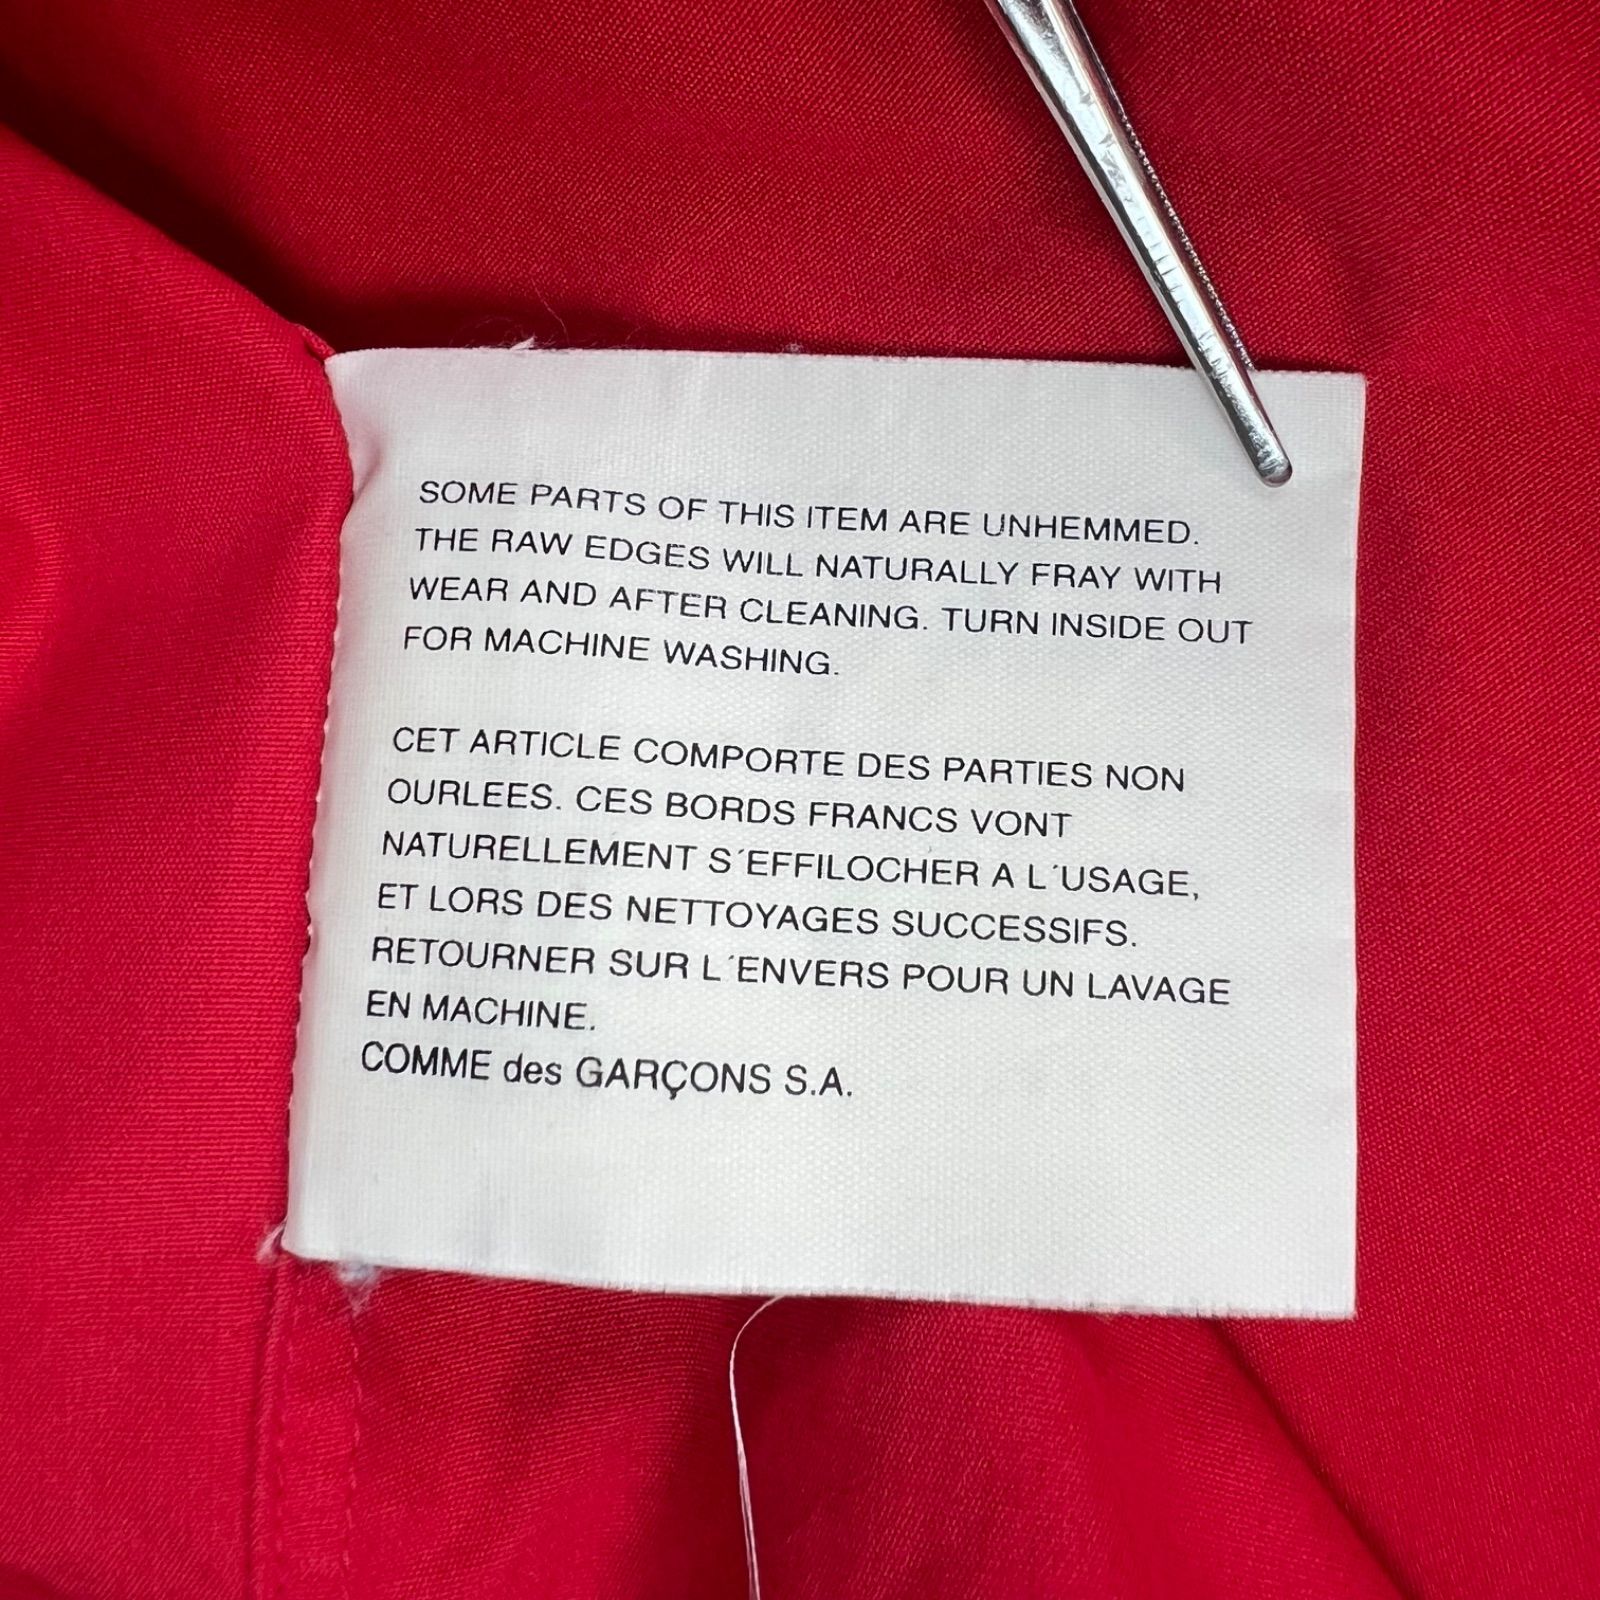 SOME PARTS OF THIS ITEM ARE UNHEMMED.
THE RAW EDGES WILL NATURALLY FRAY WITH
WEAR AND AFTER CLEANING. TURN INSIDE OUT
FOR MACHINE WASHING.
CET ARTICLE COMPORTE DES PARTIES NON
OURLEES. CES BORDS FRANCS VONT
NATURELLEMENT S´EFFILOCHER A L´USAGE,
ET LORS DES NETTOYAGES SUCCESSIFS.
RETOURNER SUR L´ENVERS POUR UN LAVAGE
EN MACHINE.
COMME des GARÇONS S.A.